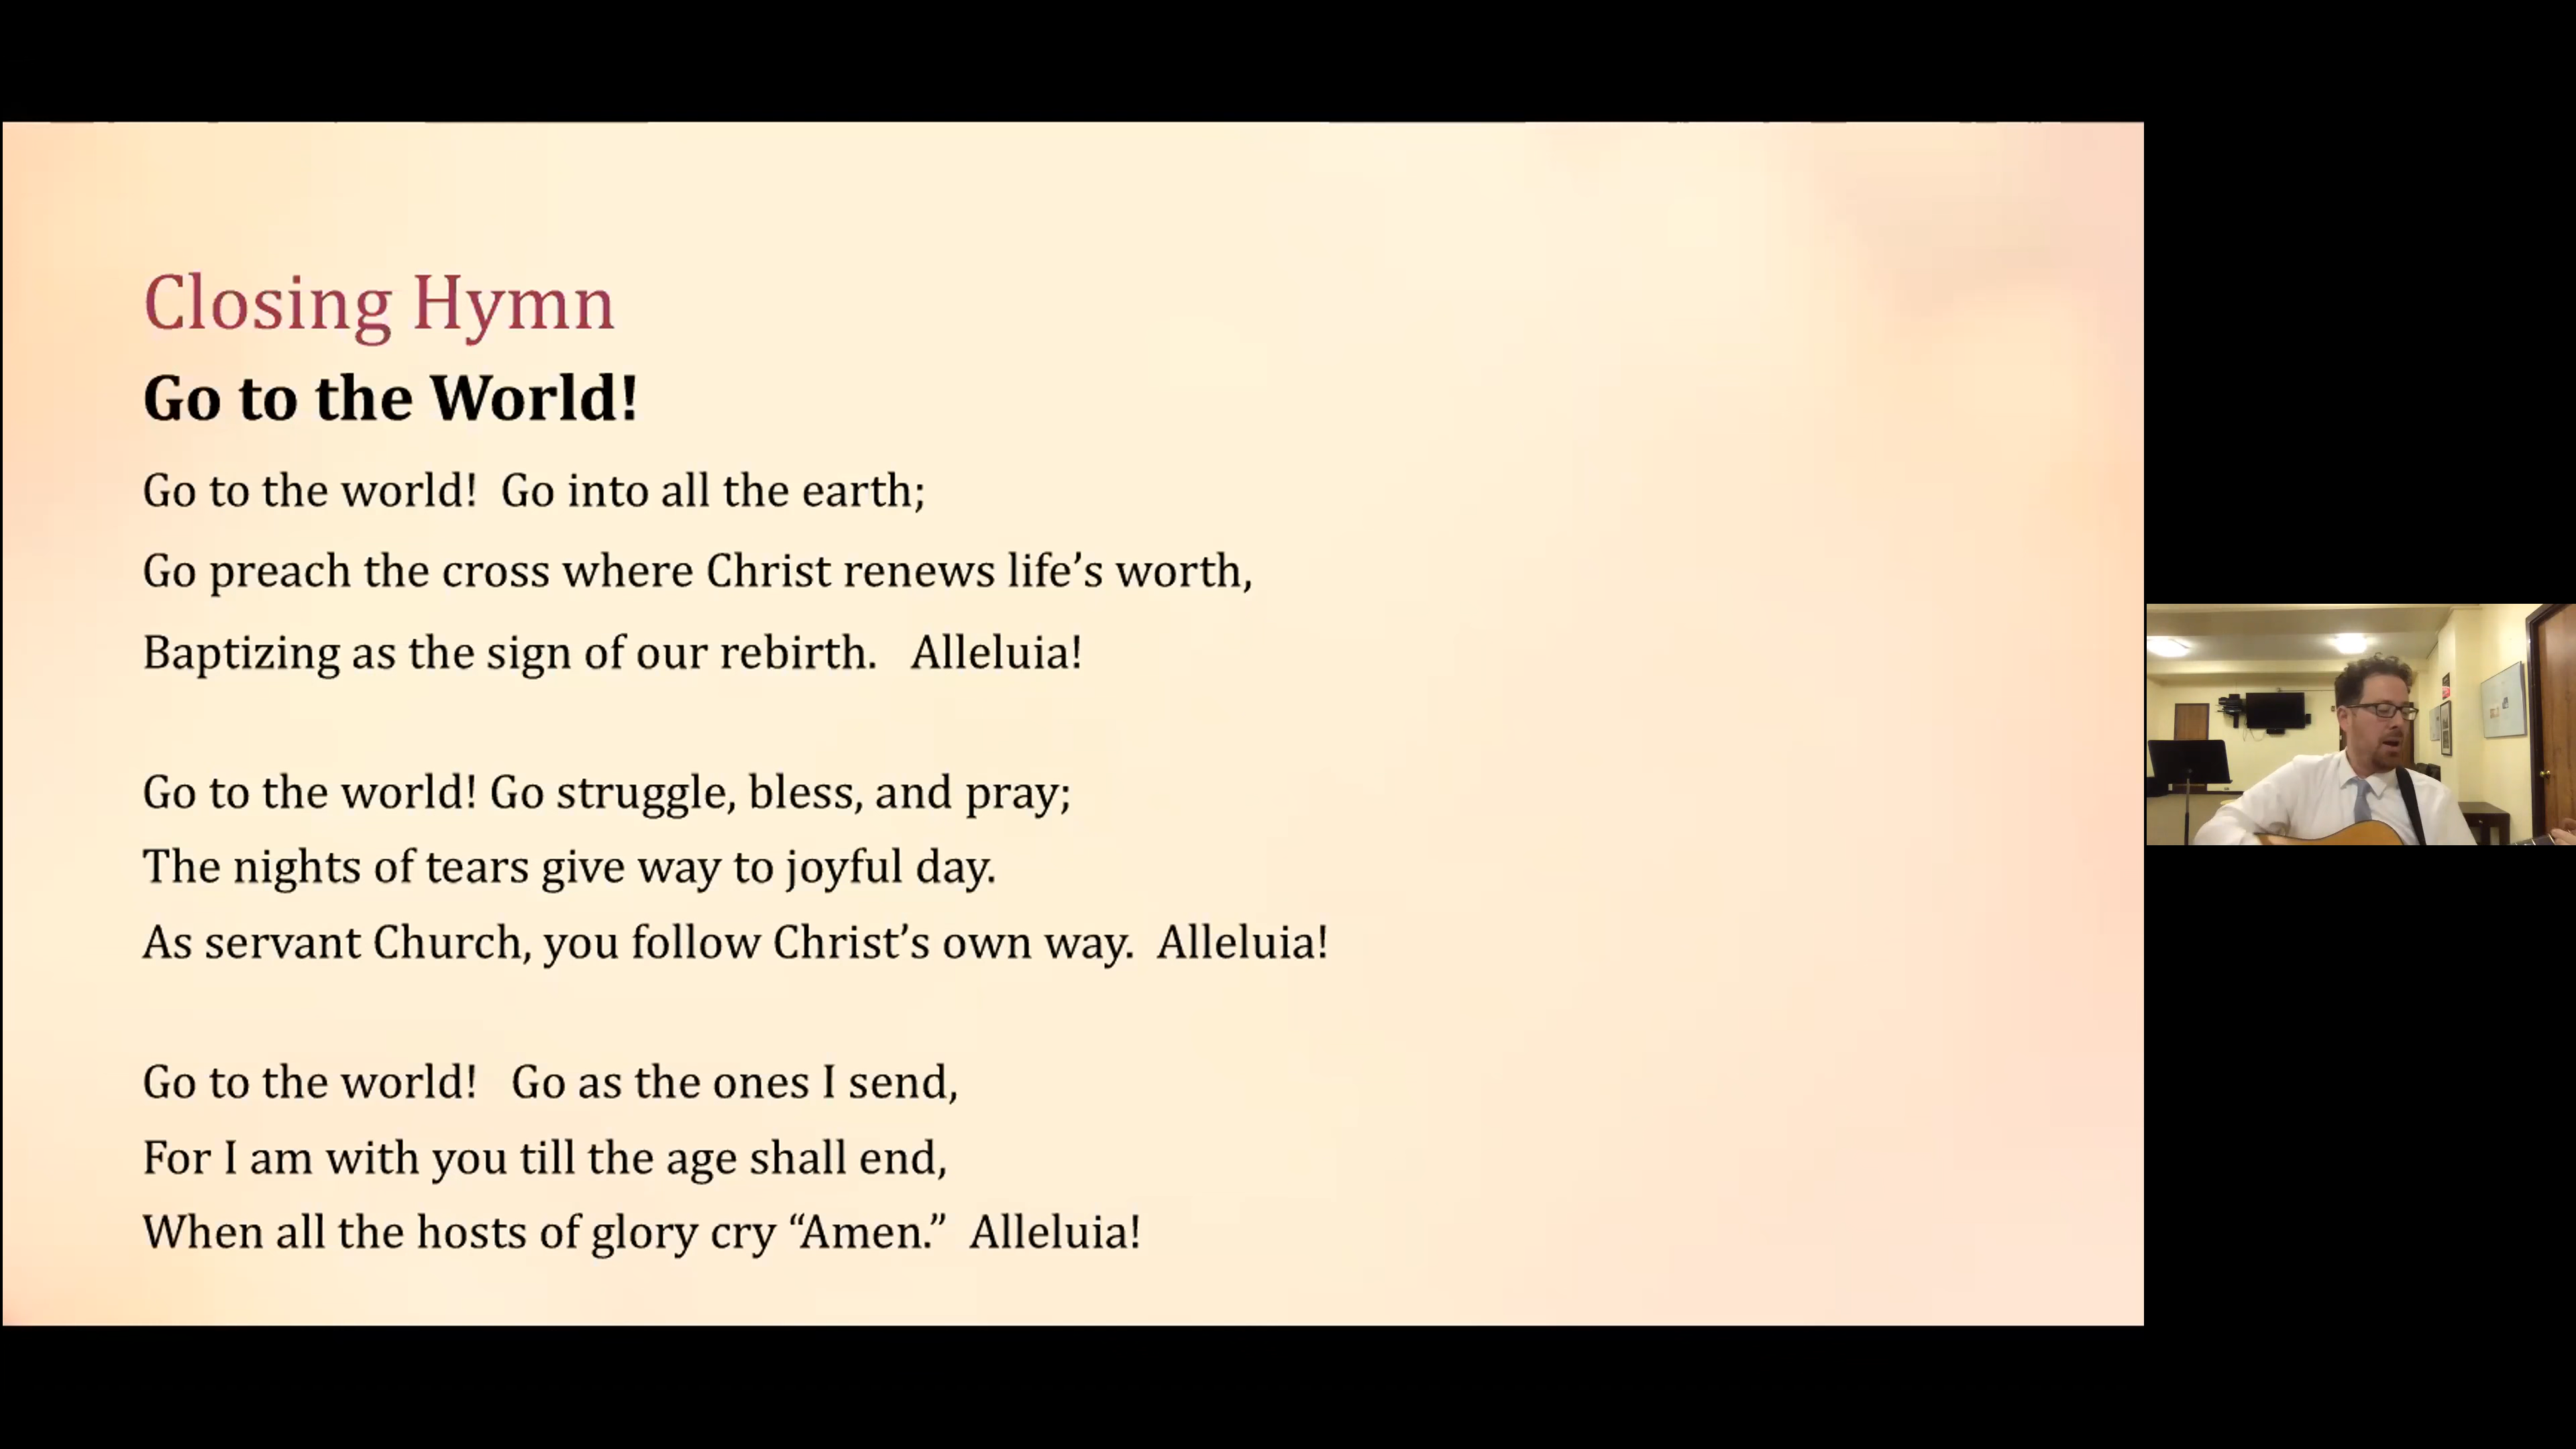 Closing Hymn
Go to the World!
Go to the world!  Go into all the earth;
Go preach the cross where Christ renews life’s worth,
Baptizing as the sign of our rebirth.   Alleluia!
Go to the world! Go struggle, bless, and pray;
The nights of tears give way to joyful day.
As servant Church, you follow Christ’s own way.  Alleluia!
Go to the world!   Go as the ones I send,
For I am with you till the age shall end,
When all the hosts of glory cry “Amen.”  Alleluia!